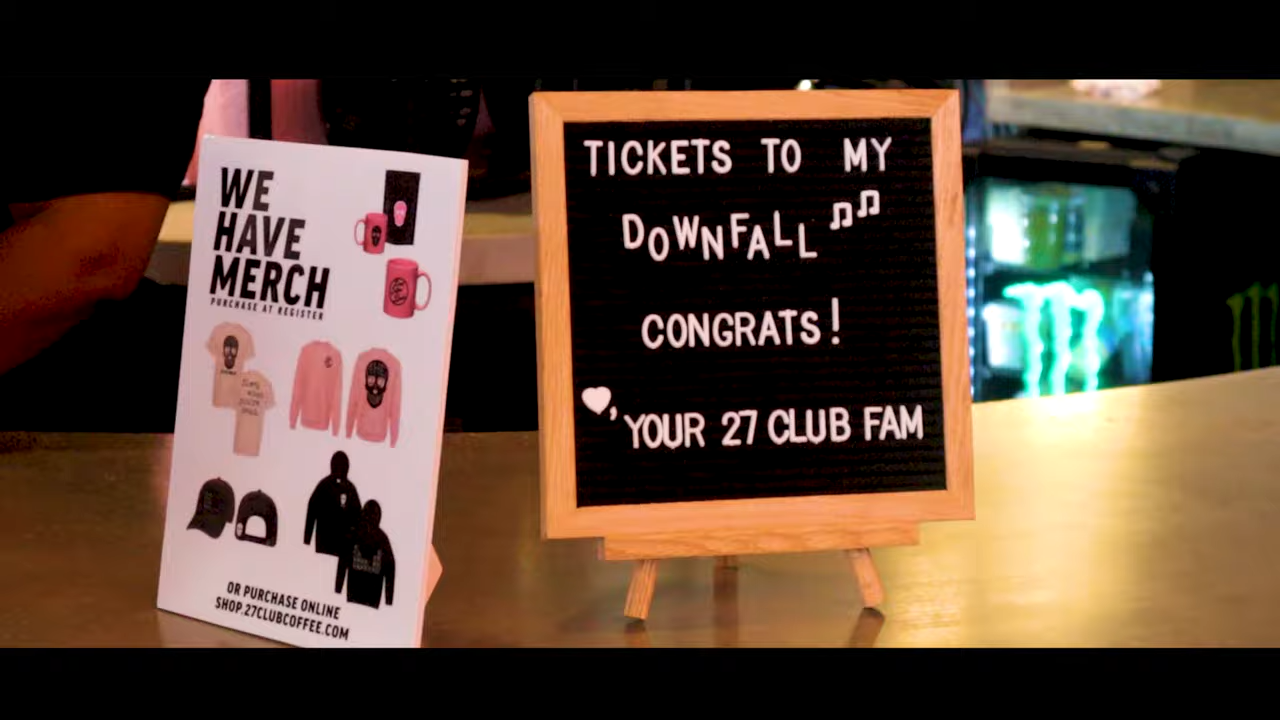 WE
HAVE
MERCH
PURCHASE AT REGISTER
OR PURCHASE ONLINE
SHOP.27CLUBCOFFEE.COM
TICKETS TO MY
DOWNFALL
CONGRATS!
, YOUR 27 CLUB FAM